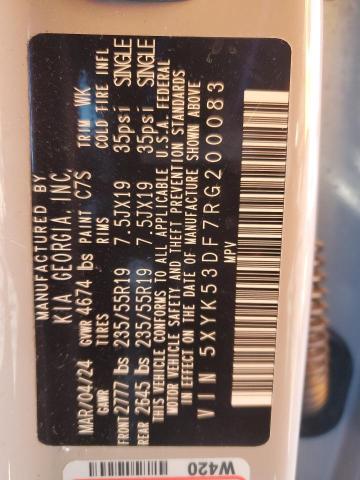 MANUFACTURED BY
KIA GEORGIA, INC.
MAR/04/24 GVWR 4674 lbs PAINT C7S TRIM WK
GAWR TIRES RIMS COLD TIRE INFL
FRONT 2777 lbs 235/55R19 7.5JX19 35psi SINGLE
REAR 2645 lbs 235/55R19 7.5JX19 35psi SINGLE
THIS VEHICLE CONFORMS TO ALL APPLICABLE U.S.A. FEDERAL
MOTOR VEHICLE SAFETY AND THEFT PREVENTION STANDARDS
IN EFFECT ON THE DATE OF MANUFACTURE SHOWN ABOVE
VIN 5XYK53DF7RG200083
MPV
W420